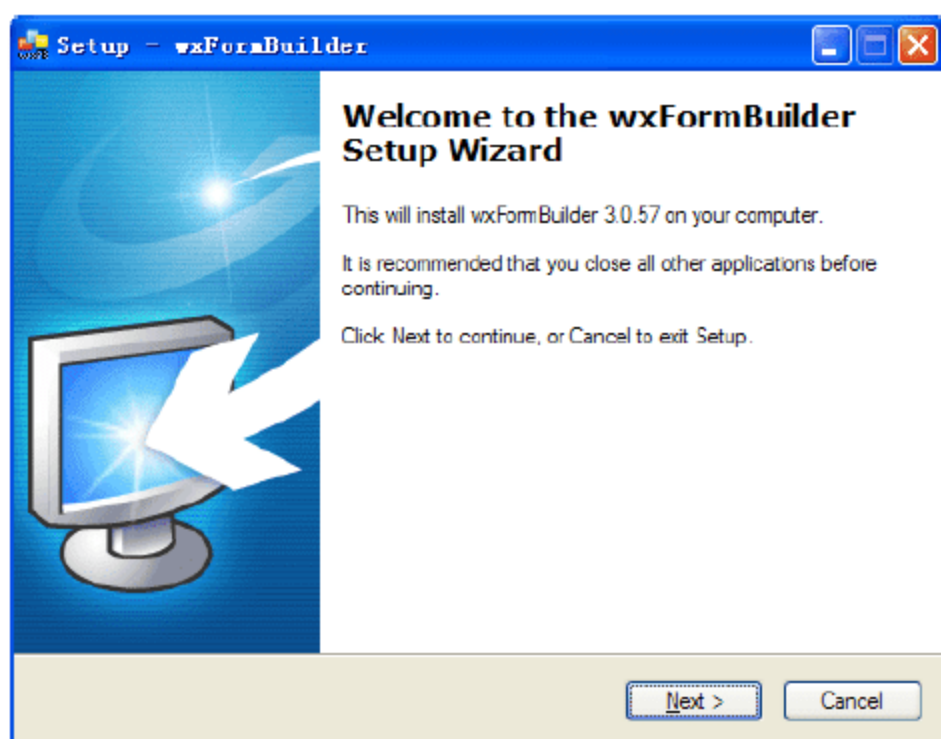 Setup - wxFormBuilder
Welcome to the wxFormBuilder
Setup Wizard
This will install wxFormBuilder 3.0.57 on your computer.
It is recommended that you close all other applications before
continuing.
Click Next to continue, or Cancel to exit Setup.
Next >
Cancel